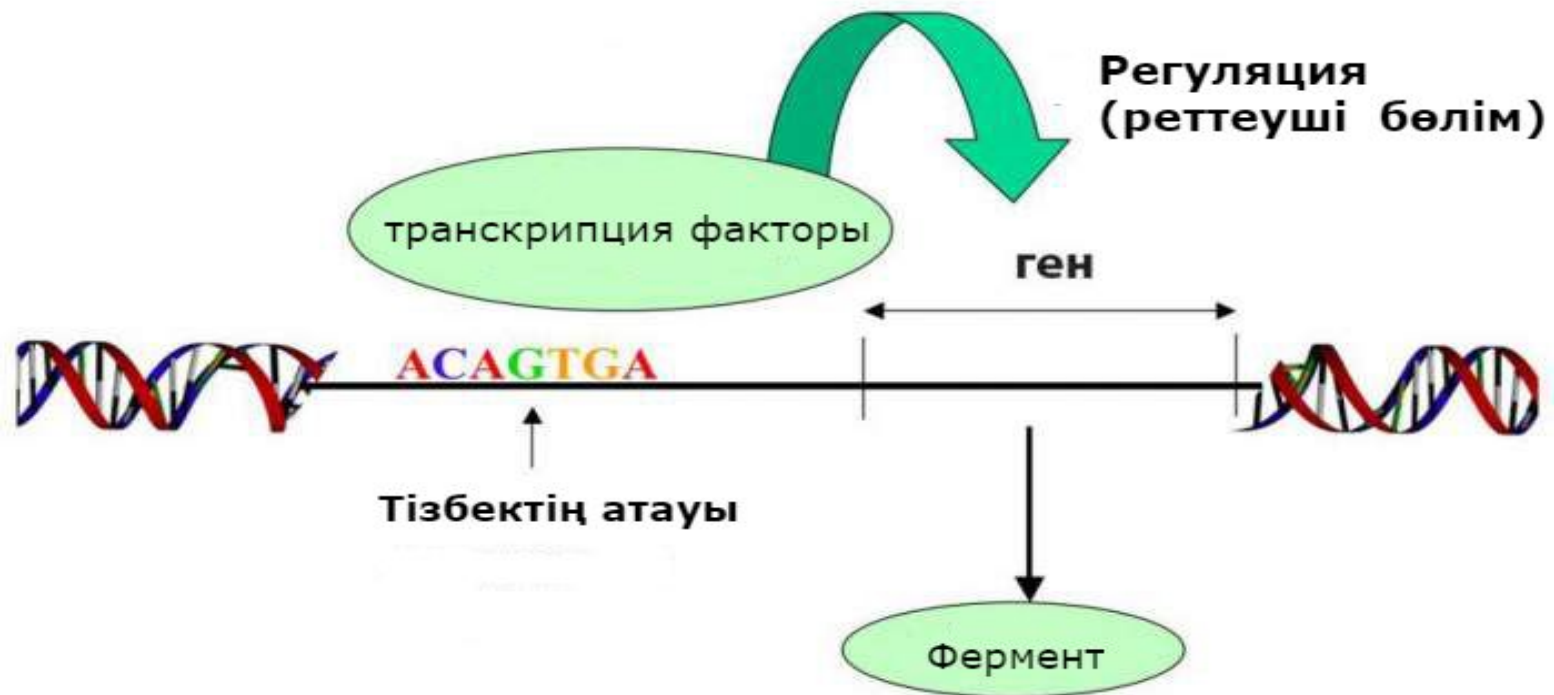 Регуляция
(реттеуші бөлім)
транскрипция факторы
ген
ACAGTGA
Тізбектің атауы
Фермент